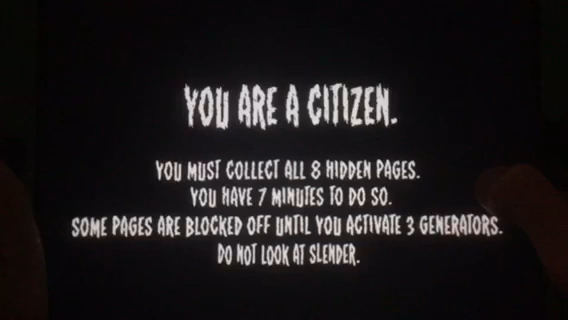 YOU ARE A CITIZEN.
YOU MUST COLLECT ALL 8 HIDDEN PAGES.
YOU HAVE 7 MINUTES TO DO SO.
SOME PAGES ARE BLOCKED OFF UNTIL YOU ACTIVATE 3 GENERATORS.
DO NOT LOOK AT SLENDER.